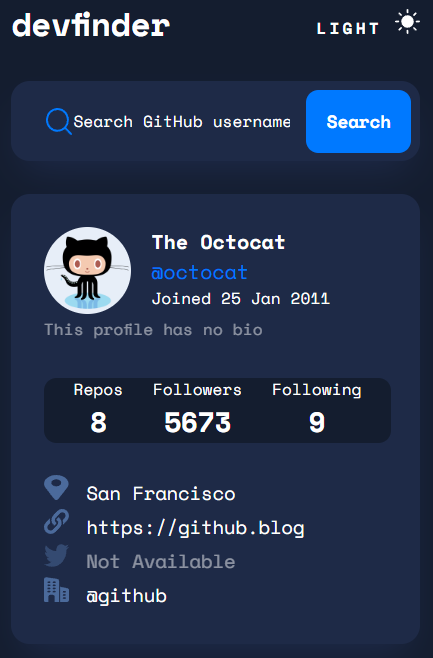 devfinder
LIGHT
Search GitHub username
Search
The Octocat
@octocat
Joined 25 Jan 2011
This profile has no bio
Repos Followers Following
8 5673 9
San Francisco
https://github.blog
Not Available
@github